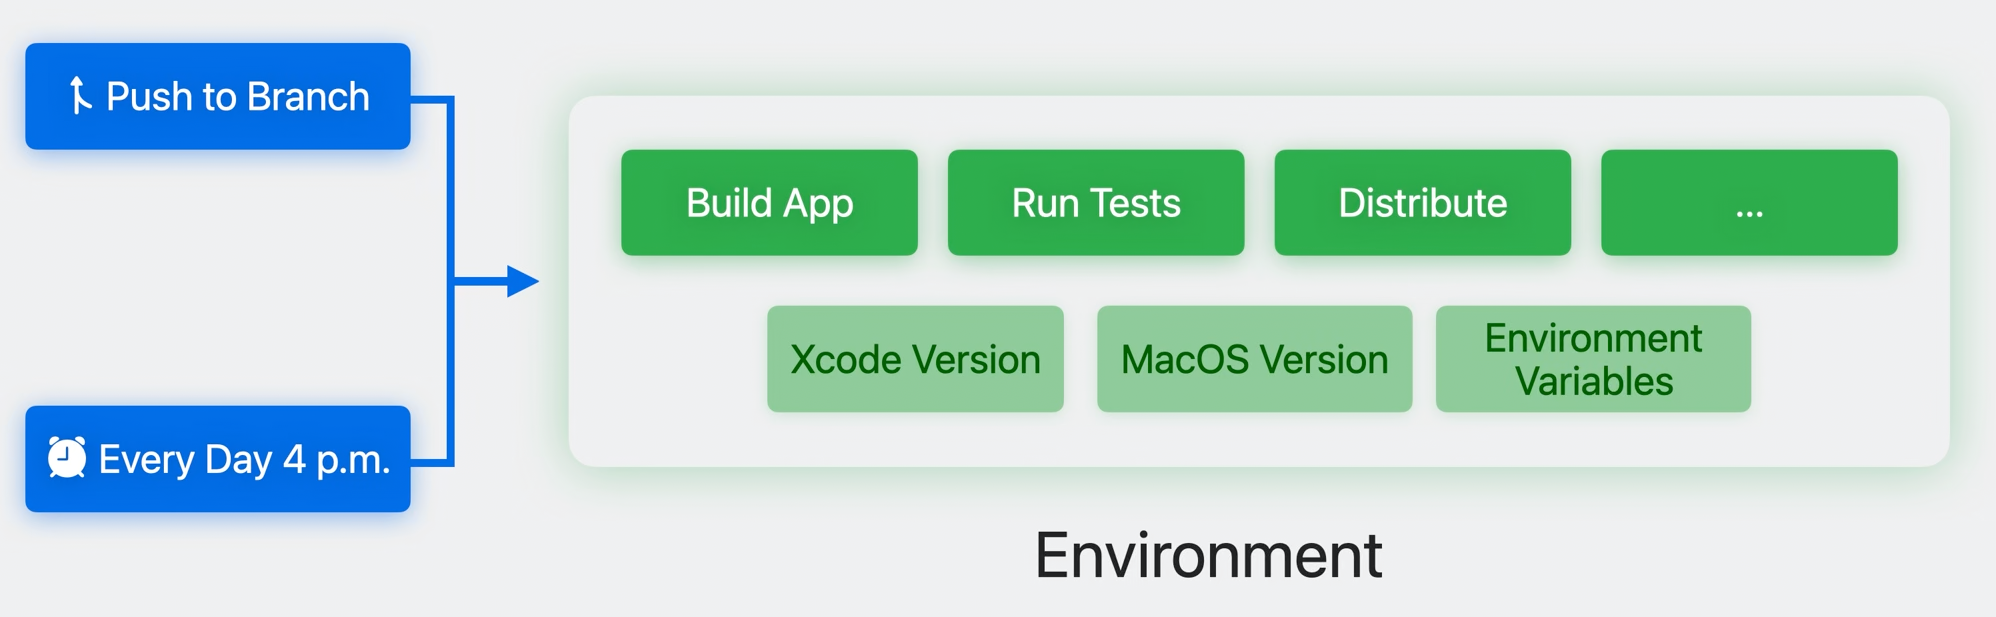 Push to Branch
Build App
Run Tests
Distribute
...
Xcode Version
MacOS Version
Environment
Variables
Every Day 4 p.m.
Environment